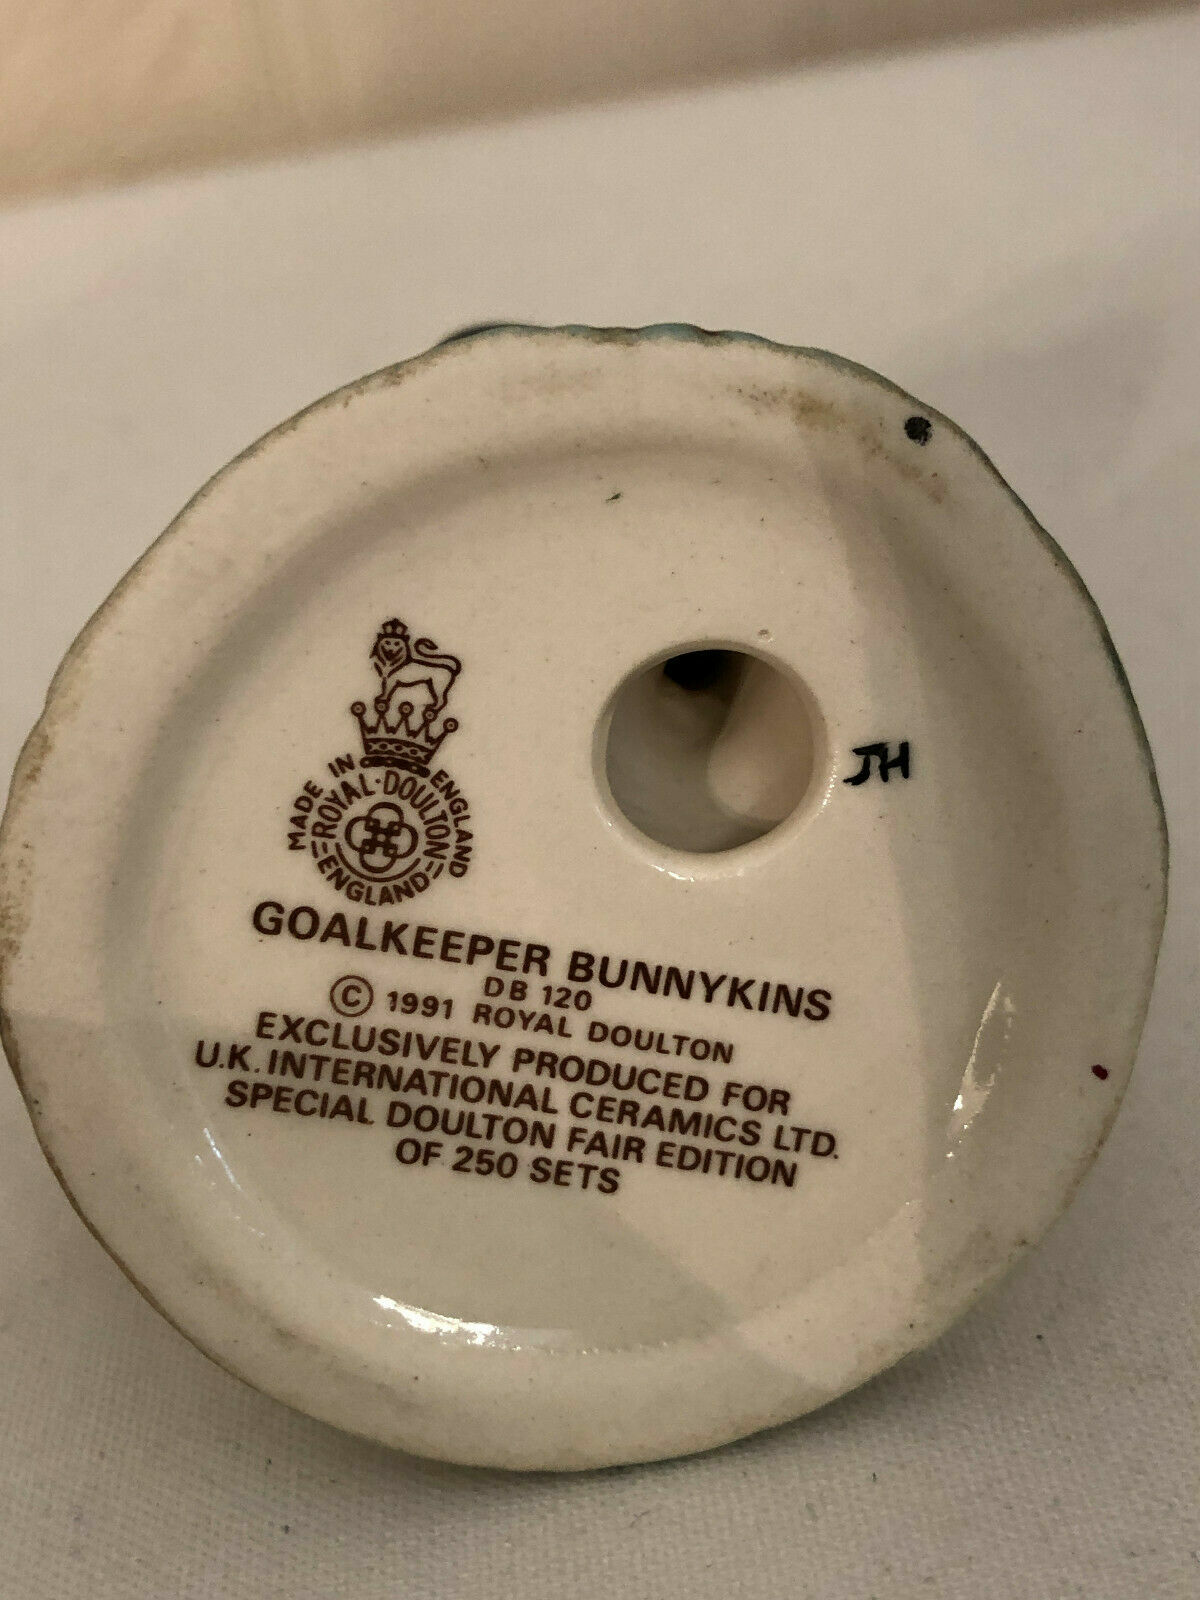 MADE IN ENGLAND
ROYAL·DOULTON
ENGLAND
GOALKEEPER BUNNYKINS
DB 120
© 1991 ROYAL DOULTON
EXCLUSIVELY PRODUCED FOR
U.K. INTERNATIONAL CERAMICS LTD.
SPECIAL DOULTON FAIR EDITION
OF 250 SETS
JH